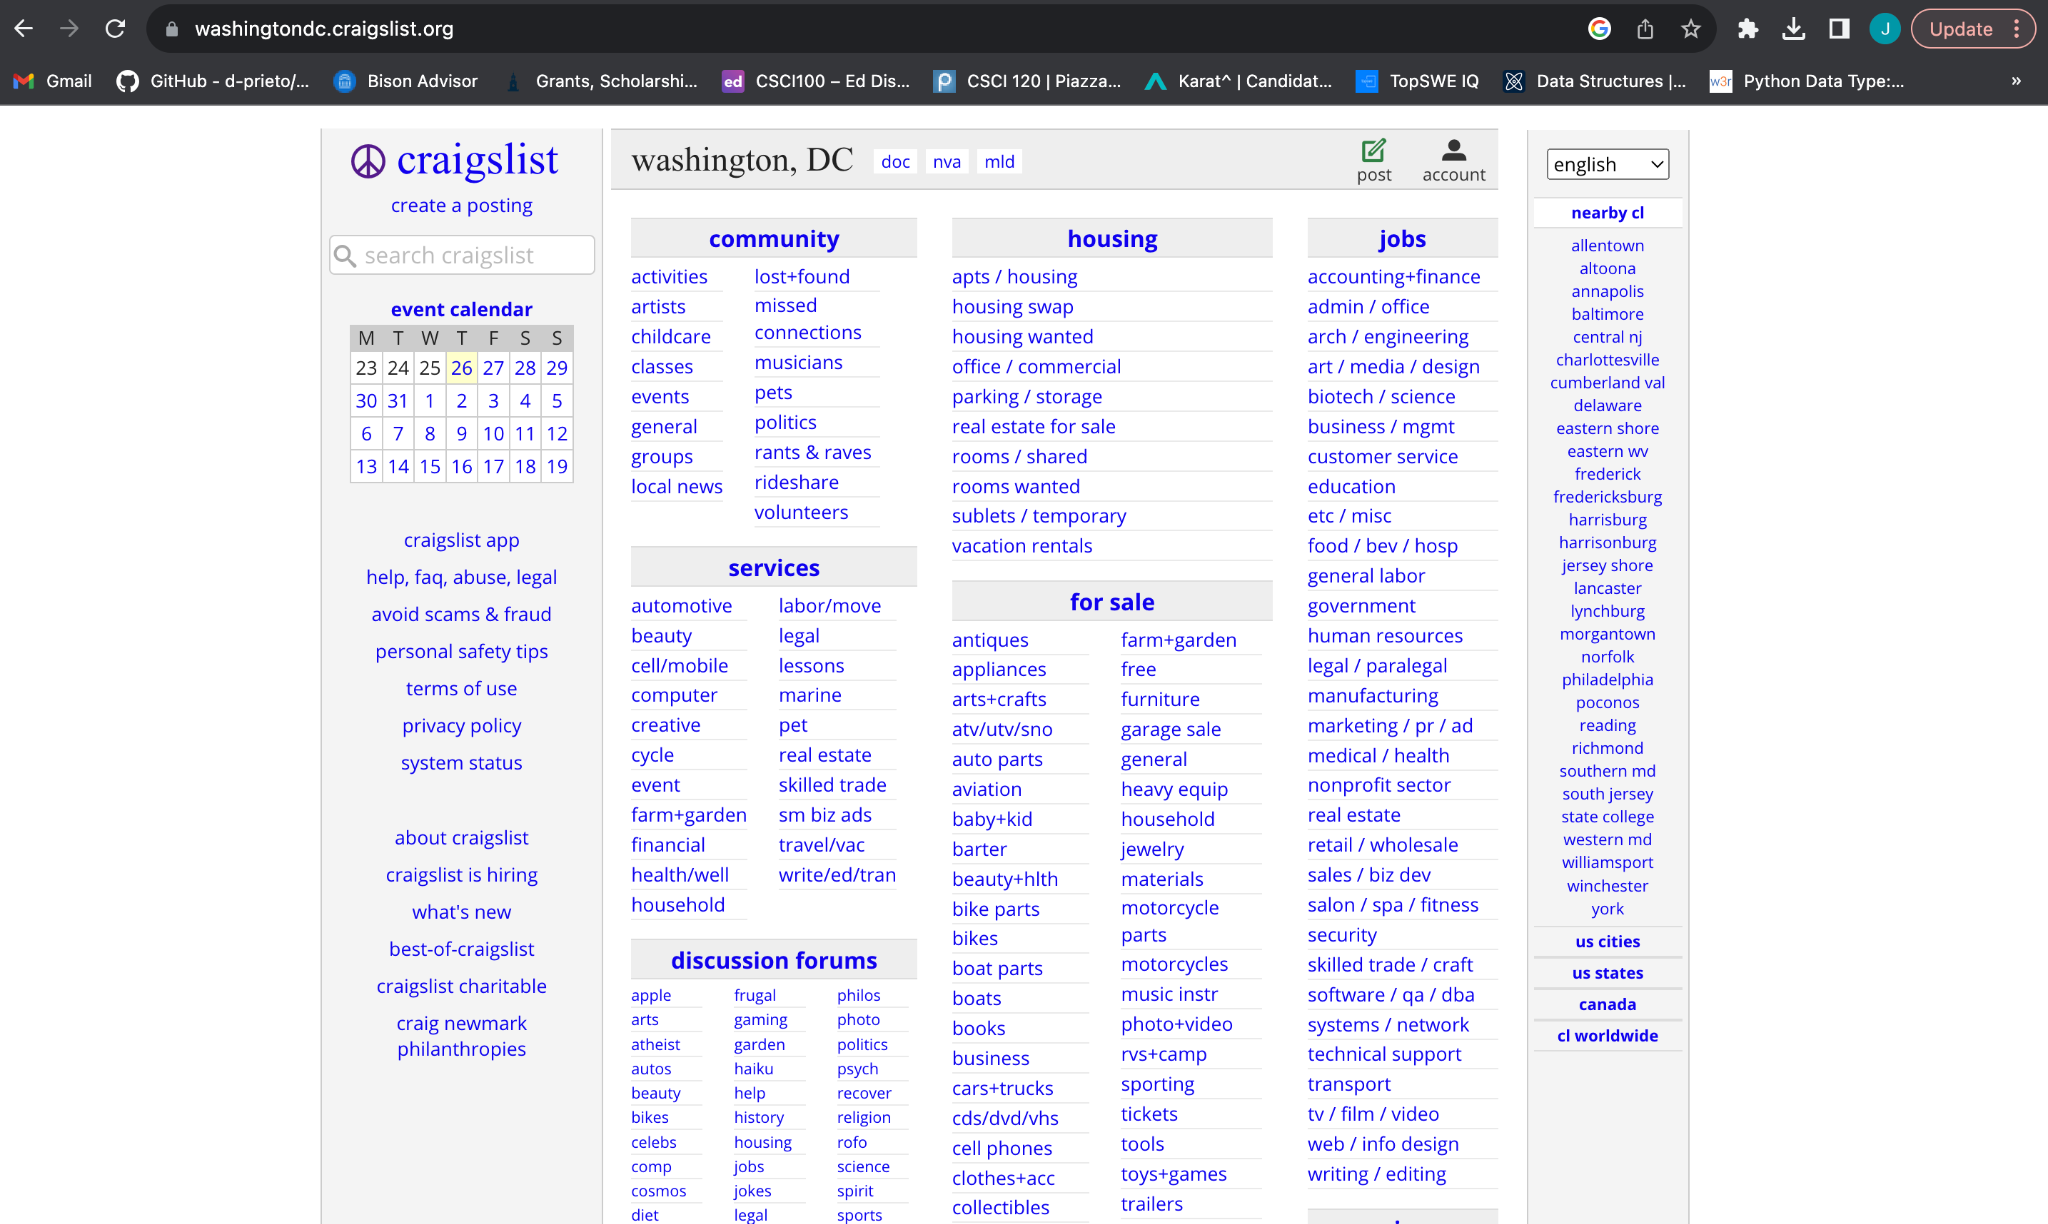 washingtondc.craigslist.org
J
Update
Gmail
GitHub - d-prieto/...
Bison Advisor
Grants, Scholarshi...
ed
CSCI100 – Ed Dis...
CSCI 120 | Piazza...
Karat^ | Candidat...
TopSWE IQ
Data Structures |...
w3r
Python Data Type:...
»
craigslist
create a posting
search craigslist
event calendar
M T W T F S S
23 24 25 26 27 28 29
30 31 1 2 3 4 5
6 7 8 9 10 11 12
13 14 15 16 17 18 19
craigslist app
help, faq, abuse, legal
avoid scams & fraud
personal safety tips
terms of use
privacy policy
system status
about craigslist
craigslist is hiring
what's new
best-of-craigslist
craigslist charitable
craig newmark
philanthropies
washington, DC
doc
nva
mld
post
account
community
activities
artists
childcare
classes
events
general
groups
local news
lost+found
missed
connections
musicians
pets
politics
rants & raves
rideshare
volunteers
services
automotive
beauty
cell/mobile
computer
creative
cycle
event
farm+garden
financial
health/well
household
labor/move
legal
lessons
marine
pet
real estate
skilled trade
sm biz ads
travel/vac
write/ed/tran
discussion forums
apple
arts
atheist
autos
beauty
bikes
celebs
comp
cosmos
diet
frugal
gaming
garden
haiku
help
history
housing
jobs
jokes
legal
philos
photo
politics
psych
recover
religion
rofo
science
spirit
sports
housing
apts / housing
housing swap
housing wanted
office / commercial
parking / storage
real estate for sale
rooms / shared
rooms wanted
sublets / temporary
vacation rentals
for sale
antiques
appliances
arts+crafts
atv/utv/sno
auto parts
aviation
baby+kid
barter
beauty+hlth
bike parts
bikes
boat parts
boats
books
business
cars+trucks
cds/dvd/vhs
cell phones
clothes+acc
collectibles
farm+garden
free
furniture
garage sale
general
heavy equip
household
jewelry
materials
motorcycle
parts
motorcycles
music instr
photo+video
rvs+camp
sporting
tickets
tools
toys+games
trailers
jobs
accounting+finance
admin / office
arch / engineering
art / media / design
biotech / science
business / mgmt
customer service
education
etc / misc
food / bev / hosp
general labor
government
human resources
legal / paralegal
manufacturing
marketing / pr / ad
medical / health
nonprofit sector
real estate
retail / wholesale
sales / biz dev
salon / spa / fitness
security
skilled trade / craft
software / qa / dba
systems / network
technical support
transport
tv / film / video
web / info design
writing / editing
english
nearby cl
allentown
altoona
annapolis
baltimore
central nj
charlottesville
cumberland val
delaware
eastern shore
eastern wv
frederick
fredericksburg
harrisburg
harrisonburg
jersey shore
lancaster
lynchburg
morgantown
norfolk
philadelphia
poconos
reading
richmond
southern md
south jersey
state college
western md
williamsport
winchester
york
us cities
us states
canada
cl worldwide